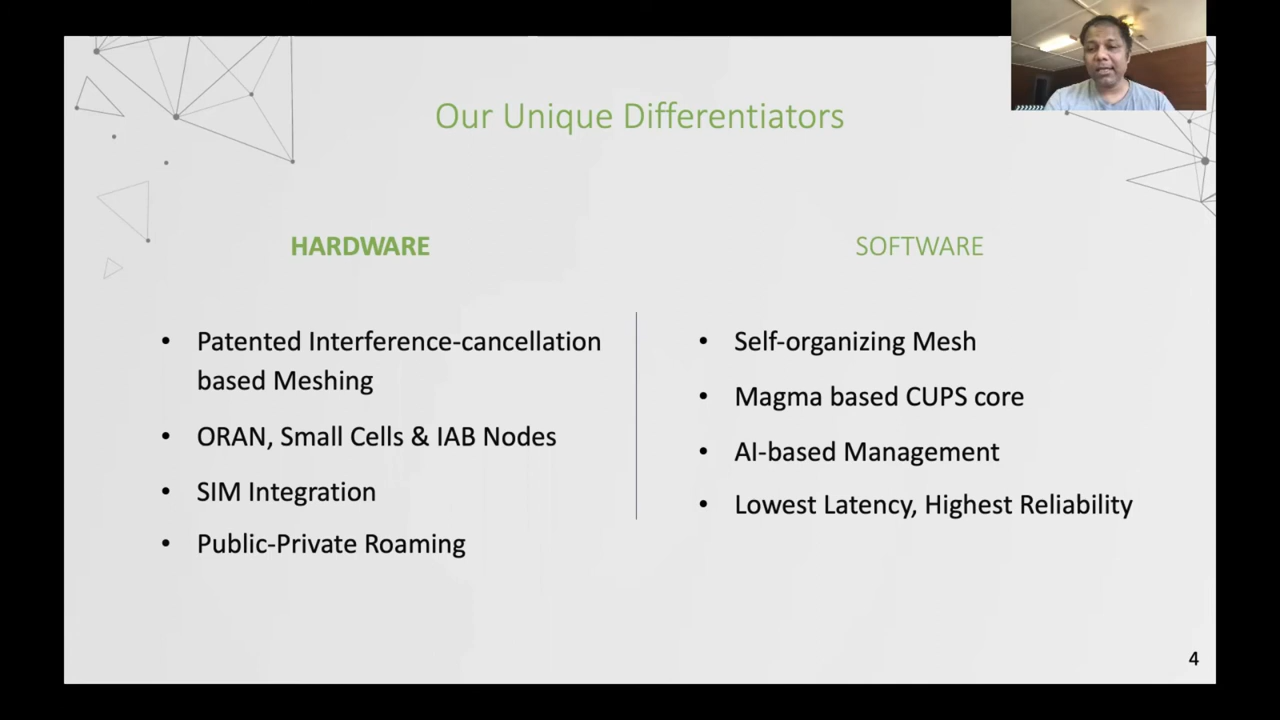 Our Unique Differentiators
HARDWARE
• Patented Interference-cancellation
based Meshing
• ORAN, Small Cells & IAB Nodes
• SIM Integration
• Public-Private Roaming
SOFTWARE
• Self-organizing Mesh
• Magma based CUPS core
• AI-based Management
• Lowest Latency, Highest Reliability
4